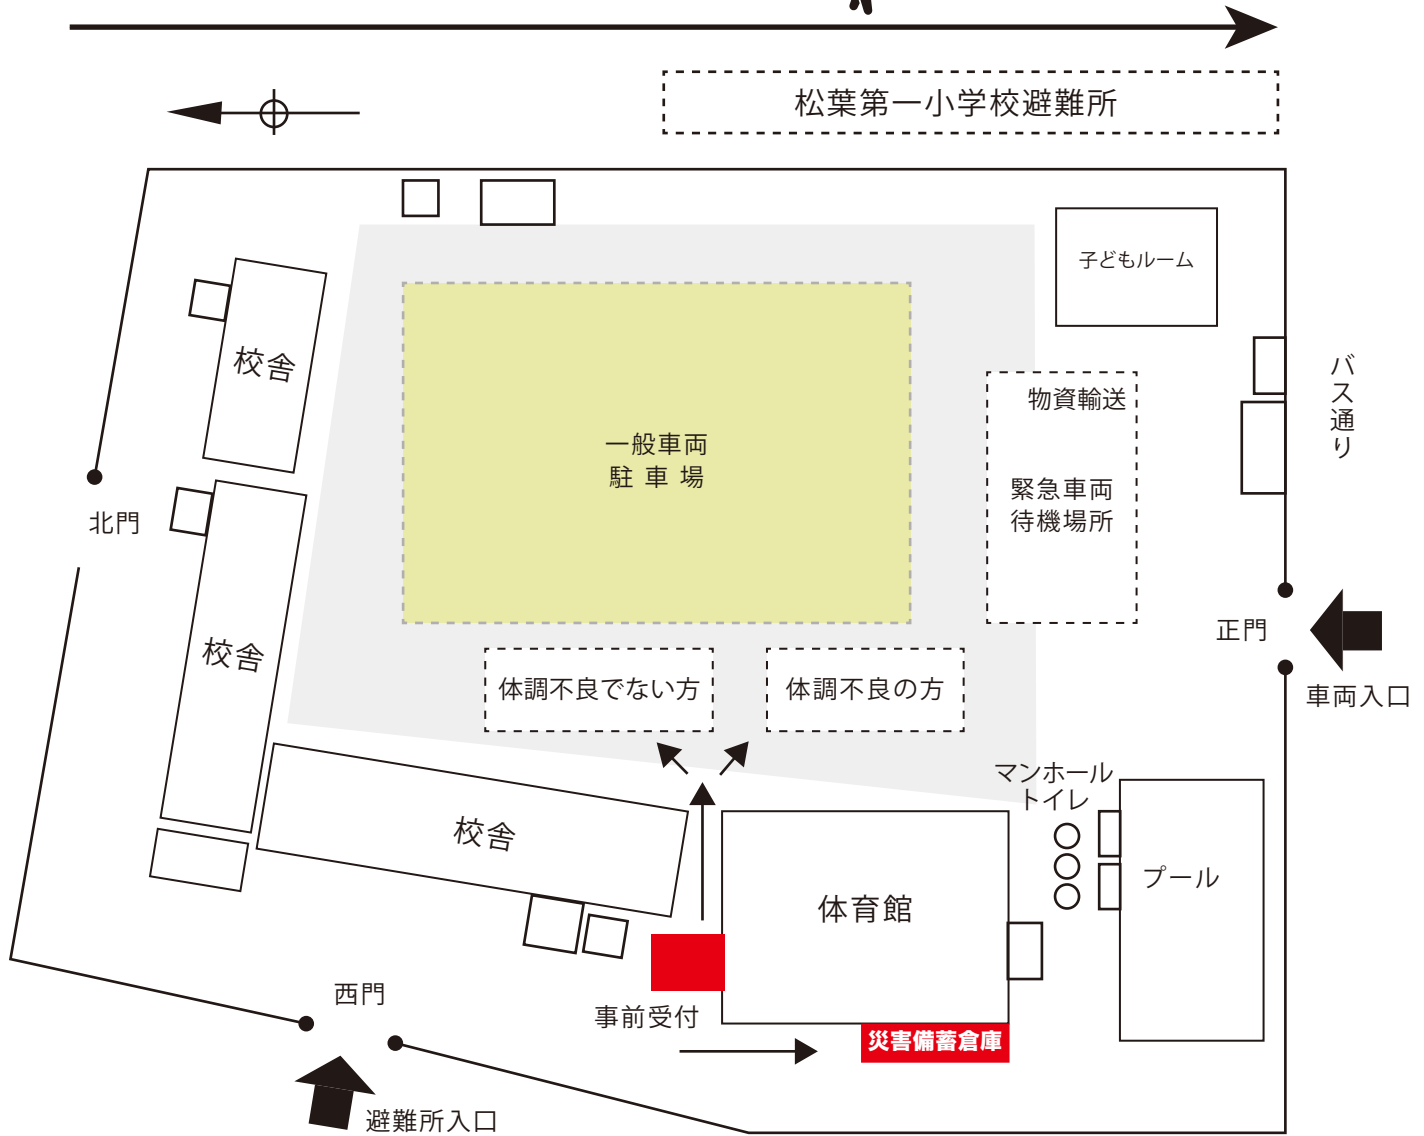 松葉第一小学校避難所
子どもルーム
校舎
バス通り
物資輸送
一般車両
駐車場
緊急車両
待機場所
北門
正門
校舎
体調不良でない方
体調不良の方
車両入口
マンホール
トイレ
校舎
プール
体育館
西門
事前受付
災害備蓄倉庫
避難所入口